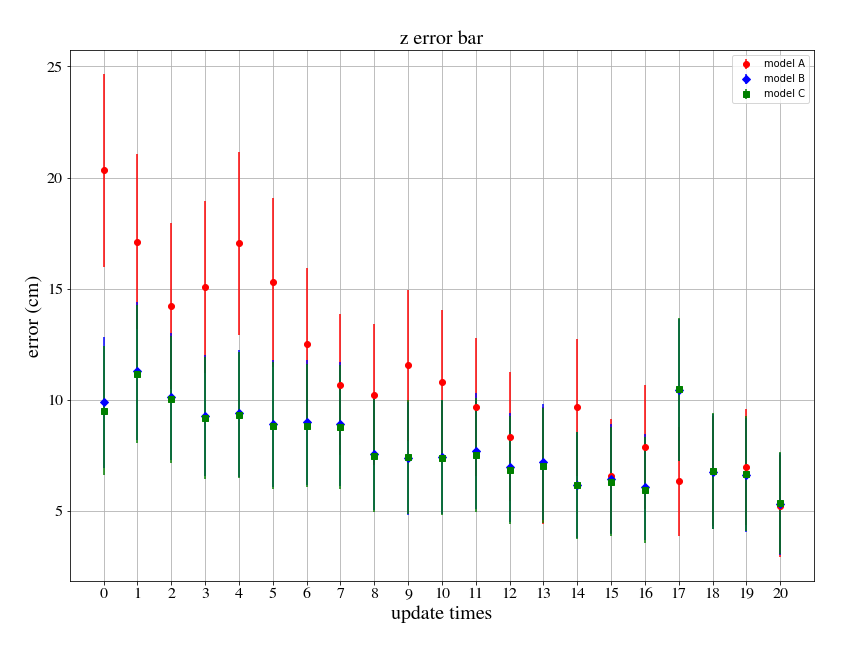 z error bar
25
20
15
10
5
error (cm)
model A
model B
model C
0 1 2 3 4 5 6 7 8 9 10 11 12 13 14 15 16 17 18 19 20
update times